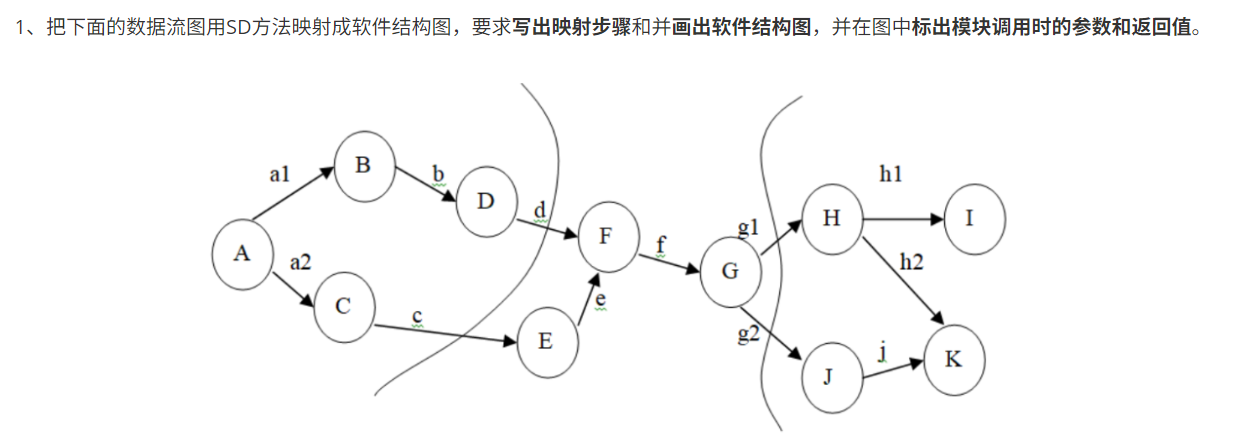 1、把下面的数据流图用SD方法映射成软件结构图，要求写出映射步骤和并画出软件结构图，并在图中标出模块调用时的参数和返回值。
a1
B
b
h1
D
d
H
I
A
F
g1
a2
f
h2
G
C
e
c
g2
E
j
K
J